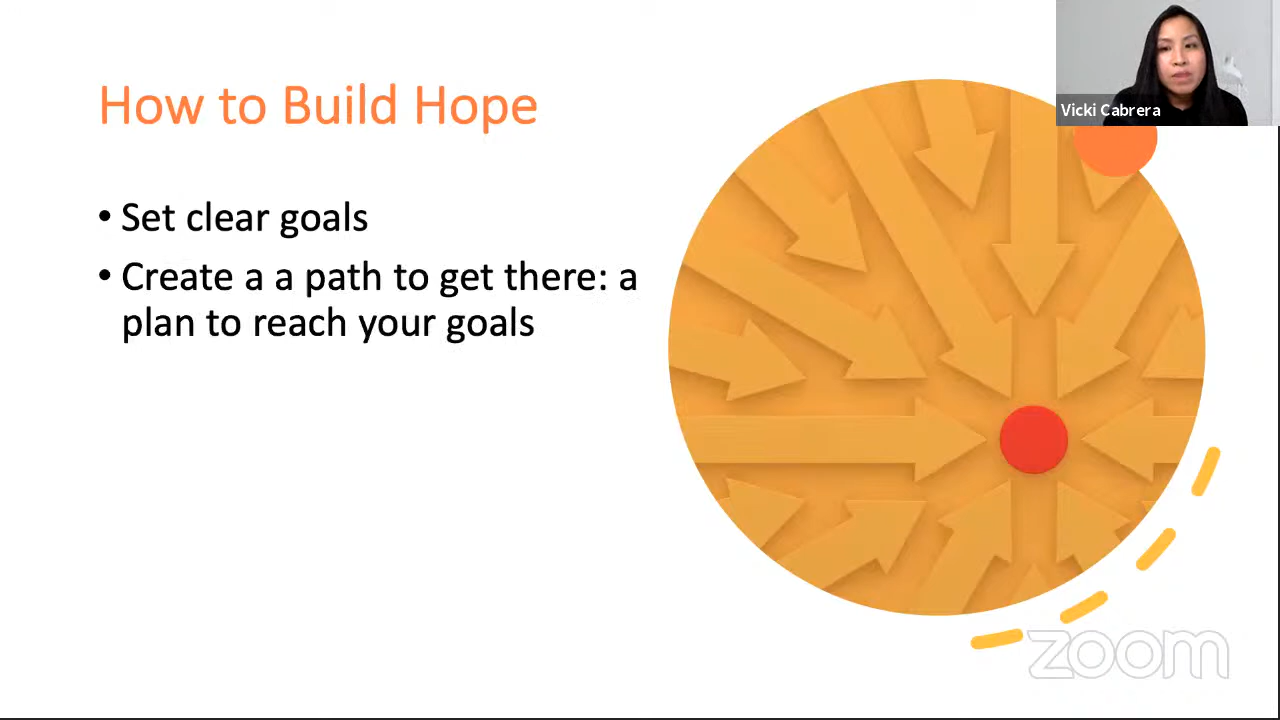 How to Build Hope
• Set clear goals
• Create a a path to get there: a
plan to reach your goals
Vicki Cabrera
zoom